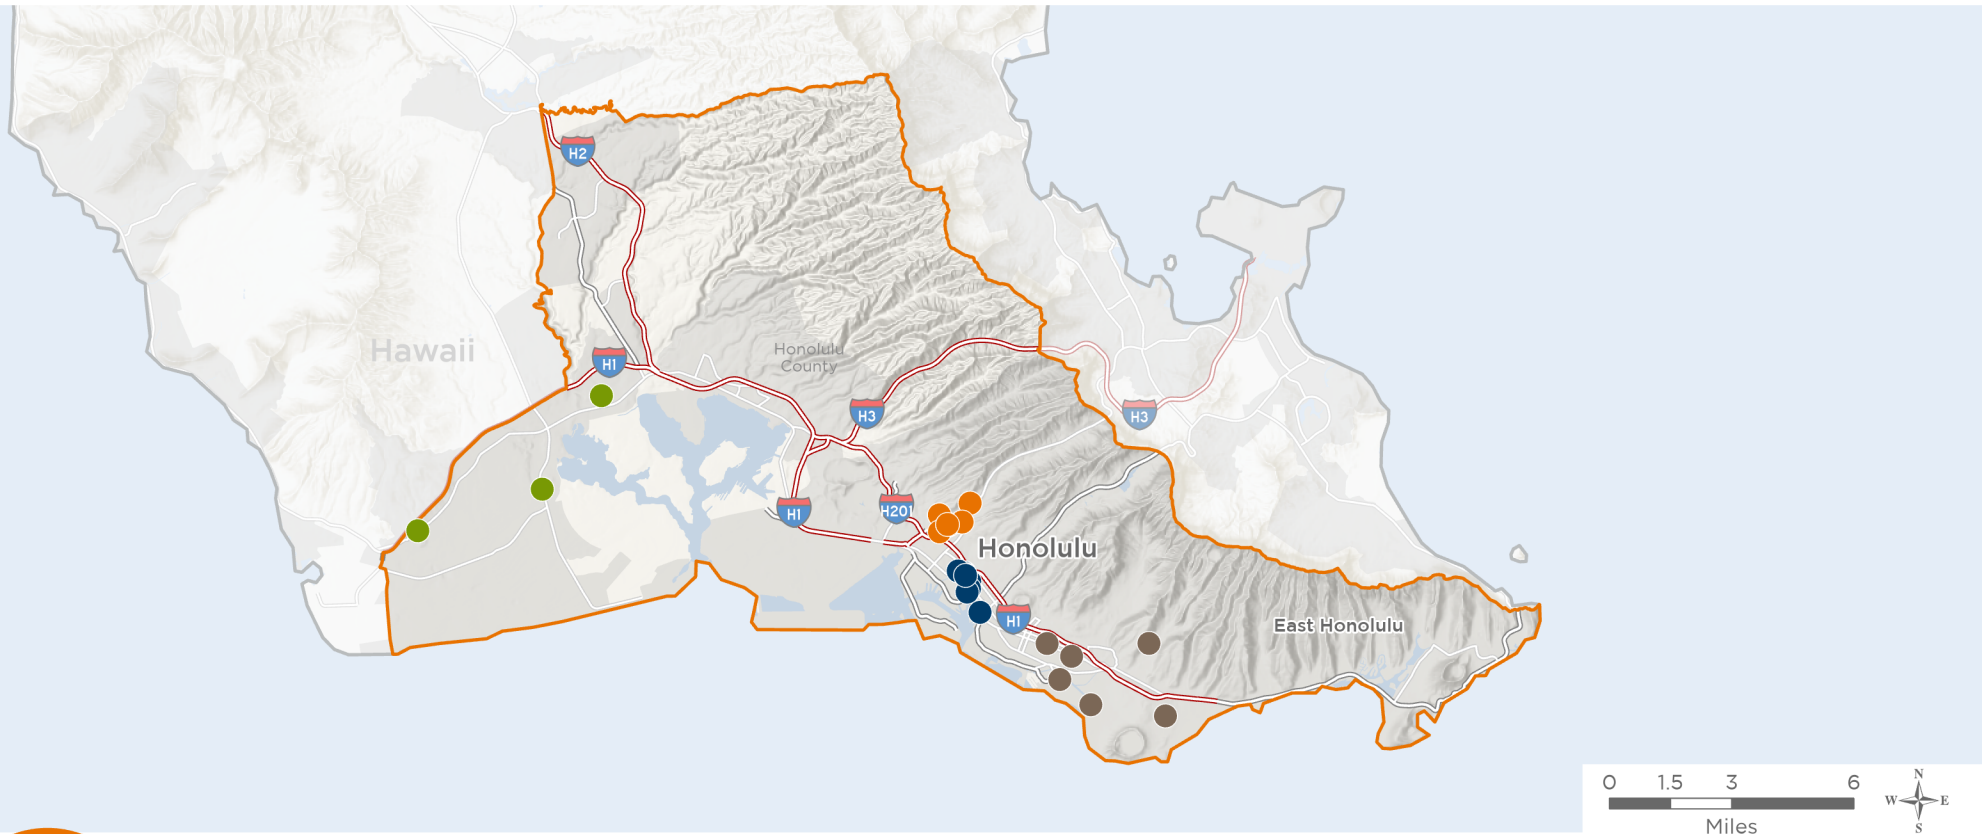 H2
Hawaii
Honolulu
County
H1
H3
H3
H1
H201
Honolulu
H1
East Honolulu
0 1.5 3 6
Miles
N
W E
S